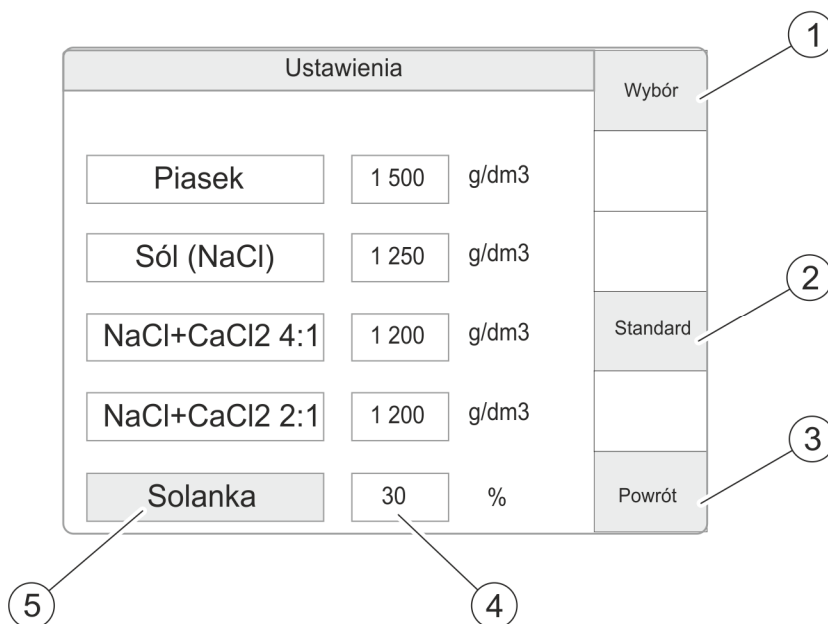 Ustawienia
Wybór
1
Piasek 1 500 g/dm3
Sól (NaCl) 1 250 g/dm3
2
NaCl+CaCl2 4:1 1 200 g/dm3 Standard
NaCl+CaCl2 2:1 1 200 g/dm3
3
Solanka 30 % Powrót
5
4